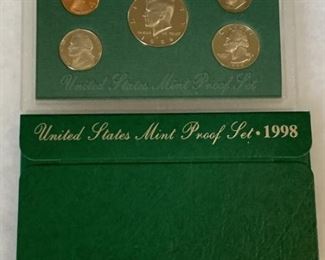 United States Mint Proof Set
United States Mint Proof Set · 1998